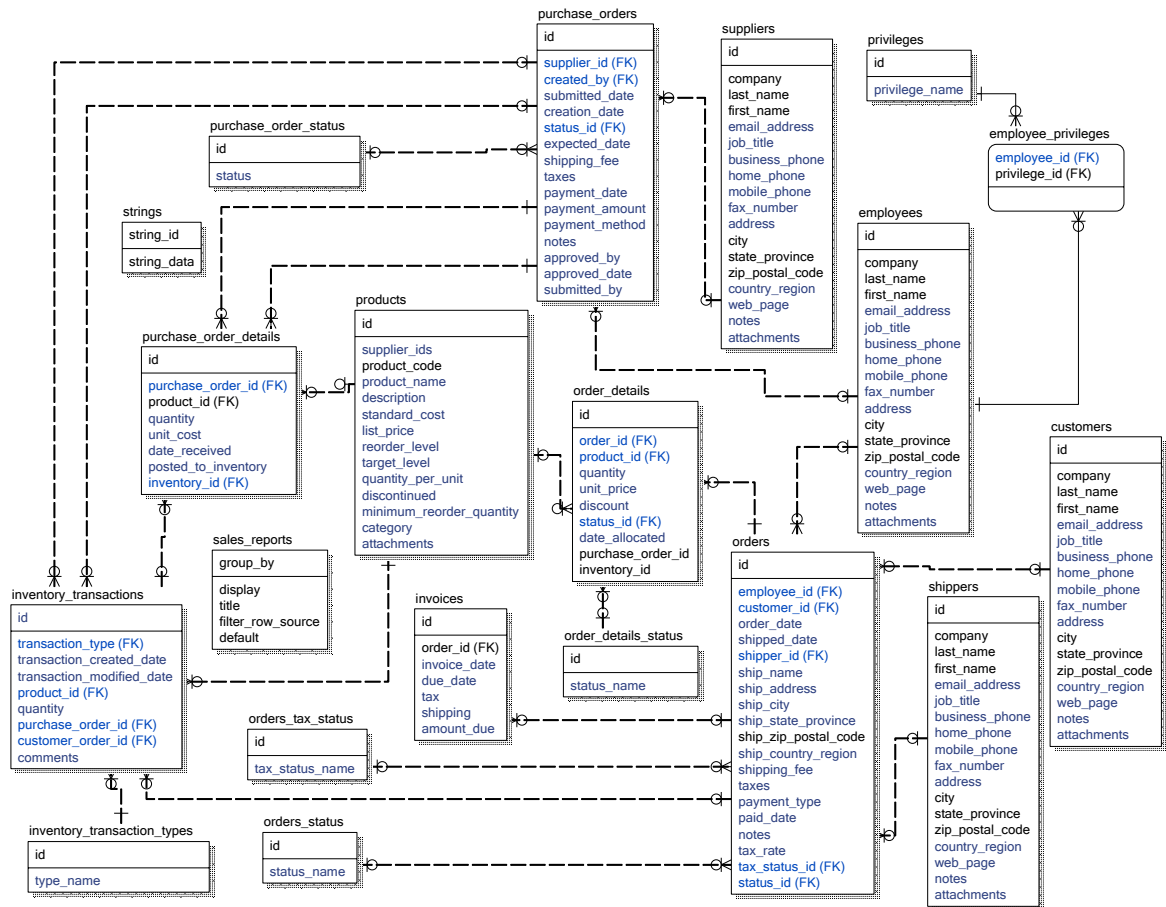 purchase_orders
id
supplier_id (FK)
created_by (FK)
submitted_date
creation_date
status_id (FK)
expected_date
shipping_fee
taxes
payment_date
payment_amount
payment_method
notes
approved_by
approved_date
submitted_by
suppliers
id
company
last_name
first_name
email_address
job_title
business_phone
home_phone
mobile_phone
fax_number
address
city
state_province
zip_postal_code
country_region
web_page
notes
attachments
privileges
id
privilege_name
employee_privileges
employee_id (FK)
privilege_id (FK)
purchase_order_status
id
status
strings
string_id
string_data
employees
id
company
last_name
first_name
email_address
job_title
business_phone
home_phone
mobile_phone
fax_number
address
city
state_province
zip_postal_code
country_region
web_page
notes
attachments
products
id
supplier_ids
product_code
product_name
description
standard_cost
list_price
reorder_level
target_level
quantity_per_unit
discontinued
minimum_reorder_quantity
category
attachments
purchase_order_details
id
purchase_order_id (FK)
product_id (FK)
quantity
unit_cost
date_received
posted_to_inventory
inventory_id (FK)
order_details
id
order_id (FK)
product_id (FK)
quantity
unit_price
discount
status_id (FK)
date_allocated
purchase_order_id
inventory_id
customers
id
company
last_name
first_name
email_address
job_title
business_phone
home_phone
mobile_phone
fax_number
address
city
state_province
zip_postal_code
country_region
web_page
notes
attachments
sales_reports
group_by
display
title
filter_row_source
default
orders
id
employee_id (FK)
customer_id (FK)
order_date
shipped_date
shipper_id (FK)
ship_name
ship_address
ship_city
ship_state_province
ship_zip_postal_code
ship_country_region
shipping_fee
taxes
payment_type
paid_date
notes
tax_rate
tax_status_id (FK)
status_id (FK)
shippers
id
company
last_name
first_name
email_address
job_title
business_phone
home_phone
mobile_phone
fax_number
address
city
state_province
zip_postal_code
country_region
web_page
notes
attachments
inventory_transactions
id
transaction_type (FK)
transaction_created_date
transaction_modified_date
product_id (FK)
quantity
purchase_order_id (FK)
customer_order_id (FK)
comments
invoices
id
order_id (FK)
invoice_date
due_date
tax
shipping
amount_due
order_details_status
id
status_name
orders_tax_status
id
tax_status_name
inventory_transaction_types
id
type_name
orders_status
id
status_name